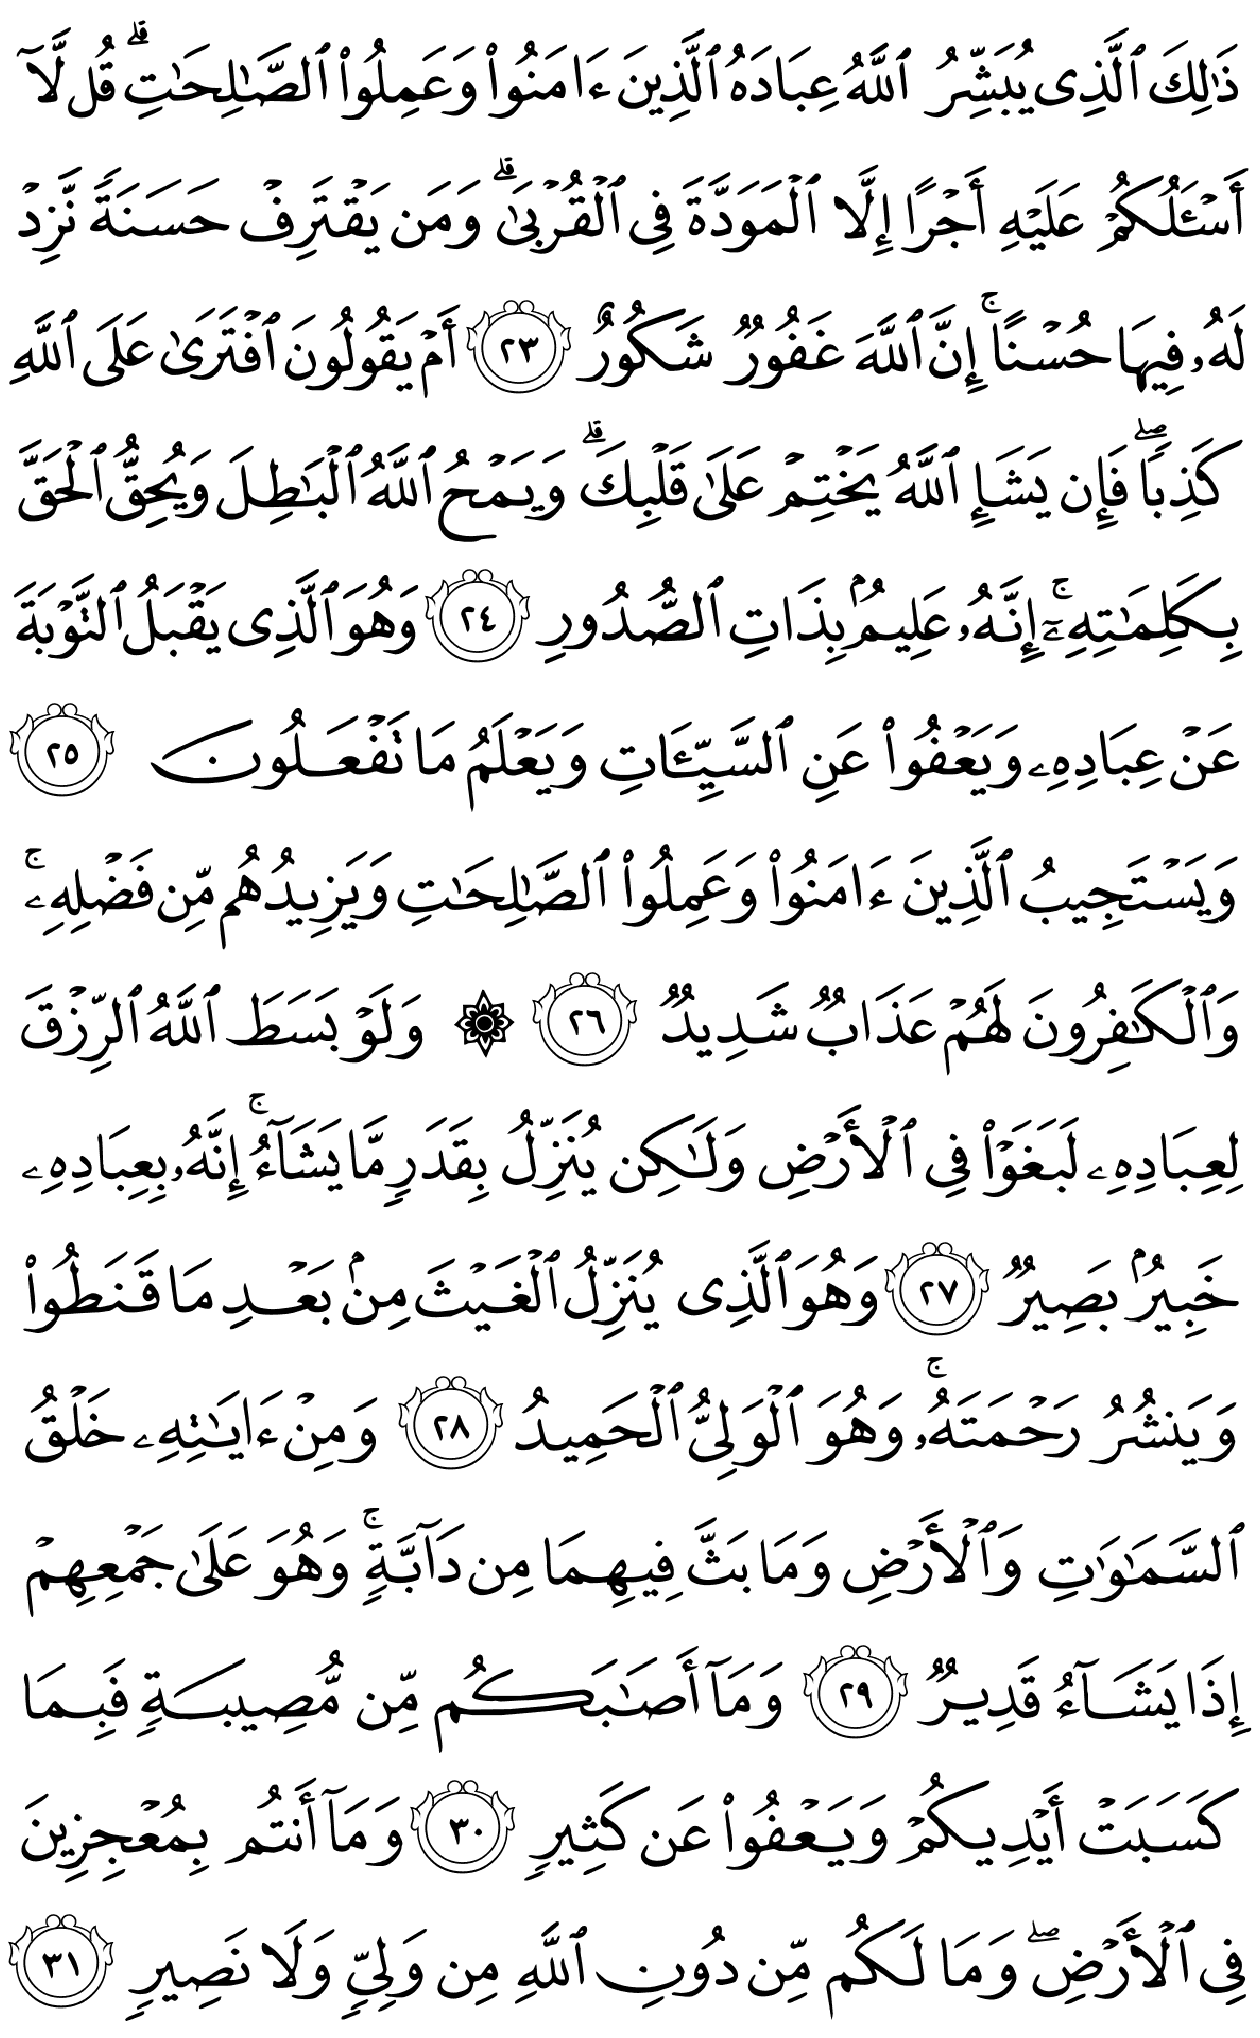 ذَٰلِكَ ٱلَّذِى يُبَشِّرُ ٱللَّهُ عِبَادَهُ ٱلَّذِينَ ءَامَنُوا۟ وَعَمِلُوا۟ ٱلصَّـٰلِحَـٰتِ ۗ قُل لَّآ
أَسْـَٔلُكُمْ عَلَيْهِ أَجْرًا إِلَّا ٱلْمَوَدَّةَ فِى ٱلْقُرْبَىٰ ۗ وَمَن يَقْتَرِفْ حَسَنَةً نَّزِدْ
لَهُۥ فِيهَا حُسْنًا ۚ إِنَّ ٱللَّهَ غَفُورٌ شَكُورٌ ٢٣ أَمْ يَقُولُونَ ٱفْتَرَىٰ عَلَى ٱللَّهِ
كَذِبًا ۖ فَإِن يَشَإِ ٱللَّهُ يَخْتِمْ عَلَىٰ قَلْبِكَ ۗ وَيَمْحُ ٱللَّهُ ٱلْبَـٰطِلَ وَيُحِقُّ ٱلْحَقَّ
بِكَلِمَـٰتِهِۦٓ ۚ إِنَّهُۥ عَلِيمٌۢ بِذَاتِ ٱلصُّدُورِ ٢٤ وَهُوَ ٱلَّذِى يَقْبَلُ ٱلتَّوْبَةَ
عَنْ عِبَادِهِۦ وَيَعْفُوا۟ عَنِ ٱلسَّيِّـَٔاتِ وَيَعْلَمُ مَا تَفْعَلُونَ ٢٥
وَيَسْتَجِيبُ ٱلَّذِينَ ءَامَنُوا۟ وَعَمِلُوا۟ ٱلصَّـٰلِحَـٰتِ وَيَزِيدُهُم مِّن فَضْلِهِۦ ۚ
وَٱلْكَـٰفِرُونَ لَهُمْ عَذَابٌ شَدِيدٌ ٢٦ ۞ وَلَوْ بَسَطَ ٱللَّهُ ٱلرِّزْقَ
لِعِبَادِهِۦ لَبَغَوْا۟ فِى ٱلْأَرْضِ وَلَـٰكِن يُنَزِّلُ بِقَدَرٍ مَّا يَشَآءُ ۚ إِنَّهُۥ بِعِبَادِهِۦ
خَبِيرٌۢ بَصِيرٌ ٢٧ وَهُوَ ٱلَّذِى يُنَزِّلُ ٱلْغَيْثَ مِنۢ بَعْدِ مَا قَنَطُوا۟
وَيَنشُرُ رَحْمَتَهُۥ ۚ وَهُوَ ٱلْوَلِىُّ ٱلْحَمِيدُ ٢٨ وَمِنْ ءَايَـٰتِهِۦ خَلْقُ
ٱلسَّمَـٰوَٰتِ وَٱلْأَرْضِ وَمَا بَثَّ فِيهِمَا مِن دَآبَّةٍ ۚ وَهُوَ عَلَىٰ جَمْعِهِمْ
إِذَا يَشَآءُ قَدِيرٌ ٢٩ وَمَآ أَصَـٰبَكُم مِّن مُّصِيبَةٍ فَبِمَا
كَسَبَتْ أَيْدِيكُمْ وَيَعْفُوا۟ عَن كَثِيرٍ ٣٠ وَمَآ أَنتُم بِمُعْجِزِينَ
فِى ٱلْأَرْضِ ۖ وَمَا لَكُم مِّن دُونِ ٱللَّهِ مِن وَلِىٍّ وَلَا نَصِيرٍ ٣١